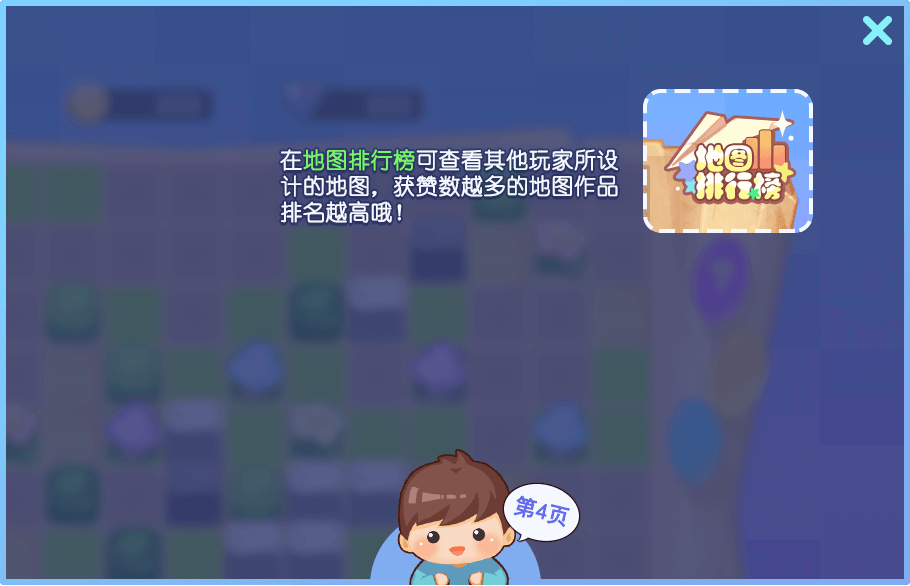 在地图排行榜可查看其他玩家所设
计的地图，获赞数越多的地图作品
排名越高哦！
地图
排行榜
第4页